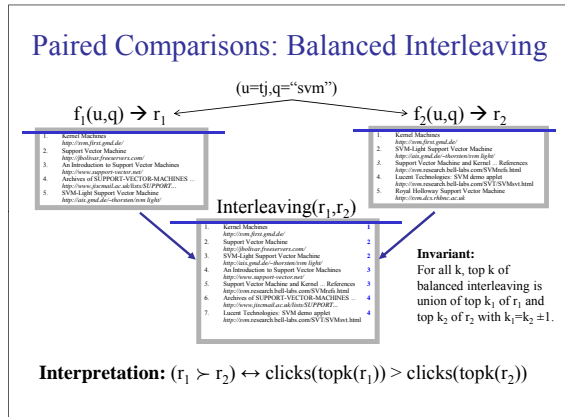 Paired Comparisons: Balanced Interleaving
(u=tj,q="svm")
f1(u,q) → r1
f2(u,q) → r2
1. Kernel Machines
http://svm.first.gmd.de/
2. Support Vector Machine
http://jbolivar.freeservers.com/
3. An Introduction to Support Vector Machines
http://www.support-vector.net/
4. Archives of SUPPORT-VECTOR-MACHINES ...
http://www.jiscmail.ac.uk/lists/SUPPORT...
5. SVM-Light Support Vector Machine
http://ais.gmd.de/~thorsten/svm light/
1. Kernel Machines
http://svm.first.gmd.de/
2. SVM-Light Support Vector Machine
http://ais.gmd.de/~thorsten/svm light/
3. Support Vector Machine and Kernel ... References
http://svm.research.bell-labs.com/SVMrefs.html
4. Lucent Technologies: SVM demo applet
http://svm.research.bell-labs.com/SVT/SVMsvt.html
5. Royal Holloway Support Vector Machine
http://svm.dcs.rhbnc.ac.uk
Interleaving(r1,r2)
1. Kernel Machines 1
http://svm.first.gmd.de/
2. Support Vector Machine 2
http://jbolivar.freeservers.com/
3. SVM-Light Support Vector Machine 2
http://ais.gmd.de/~thorsten/svm light/
4. An Introduction to Support Vector Machines 3
http://www.support-vector.net/
5. Support Vector Machine and Kernel ... References 3
http://svm.research.bell-labs.com/SVMrefs.html
6. Archives of SUPPORT-VECTOR-MACHINES ... 4
http://www.jiscmail.ac.uk/lists/SUPPORT...
7. Lucent Technologies: SVM demo applet 4
http://svm.research.bell-labs.com/SVT/SVMsvt.html
Invariant:
For all k, top k of
balanced interleaving is
union of top k1 of r1 and
top k2 of r2 with k1=k2 ±1.
Interpretation: (r1 ≻ r2) ↔ clicks(topk(r1)) > clicks(topk(r2))